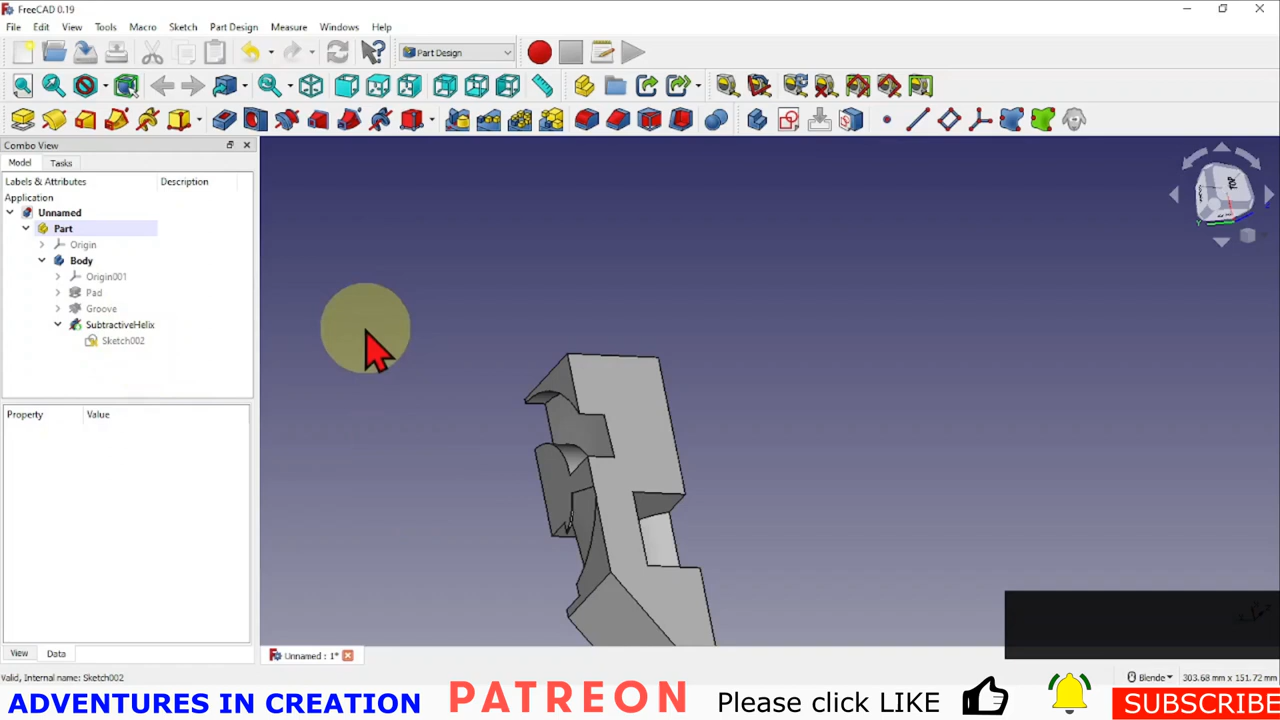 FreeCAD 0.19
File Edit View Tools Macro Sketch Part Design Measure Windows Help
Part Design
Combo View
Model Tasks
Labels & Attributes Description
Application
Unnamed
Part
Origin
Body
Origin001
Pad
Groove
SubtractiveHelix
Sketch002
Property Value
TOP
View Data
Unnamed : 1*
Valid, Internal name: Sketch002
Blende 303.68 mm x 151.72 mm
ADVENTURES IN CREATION PATREON Please click LIKE SUBSCRIBE